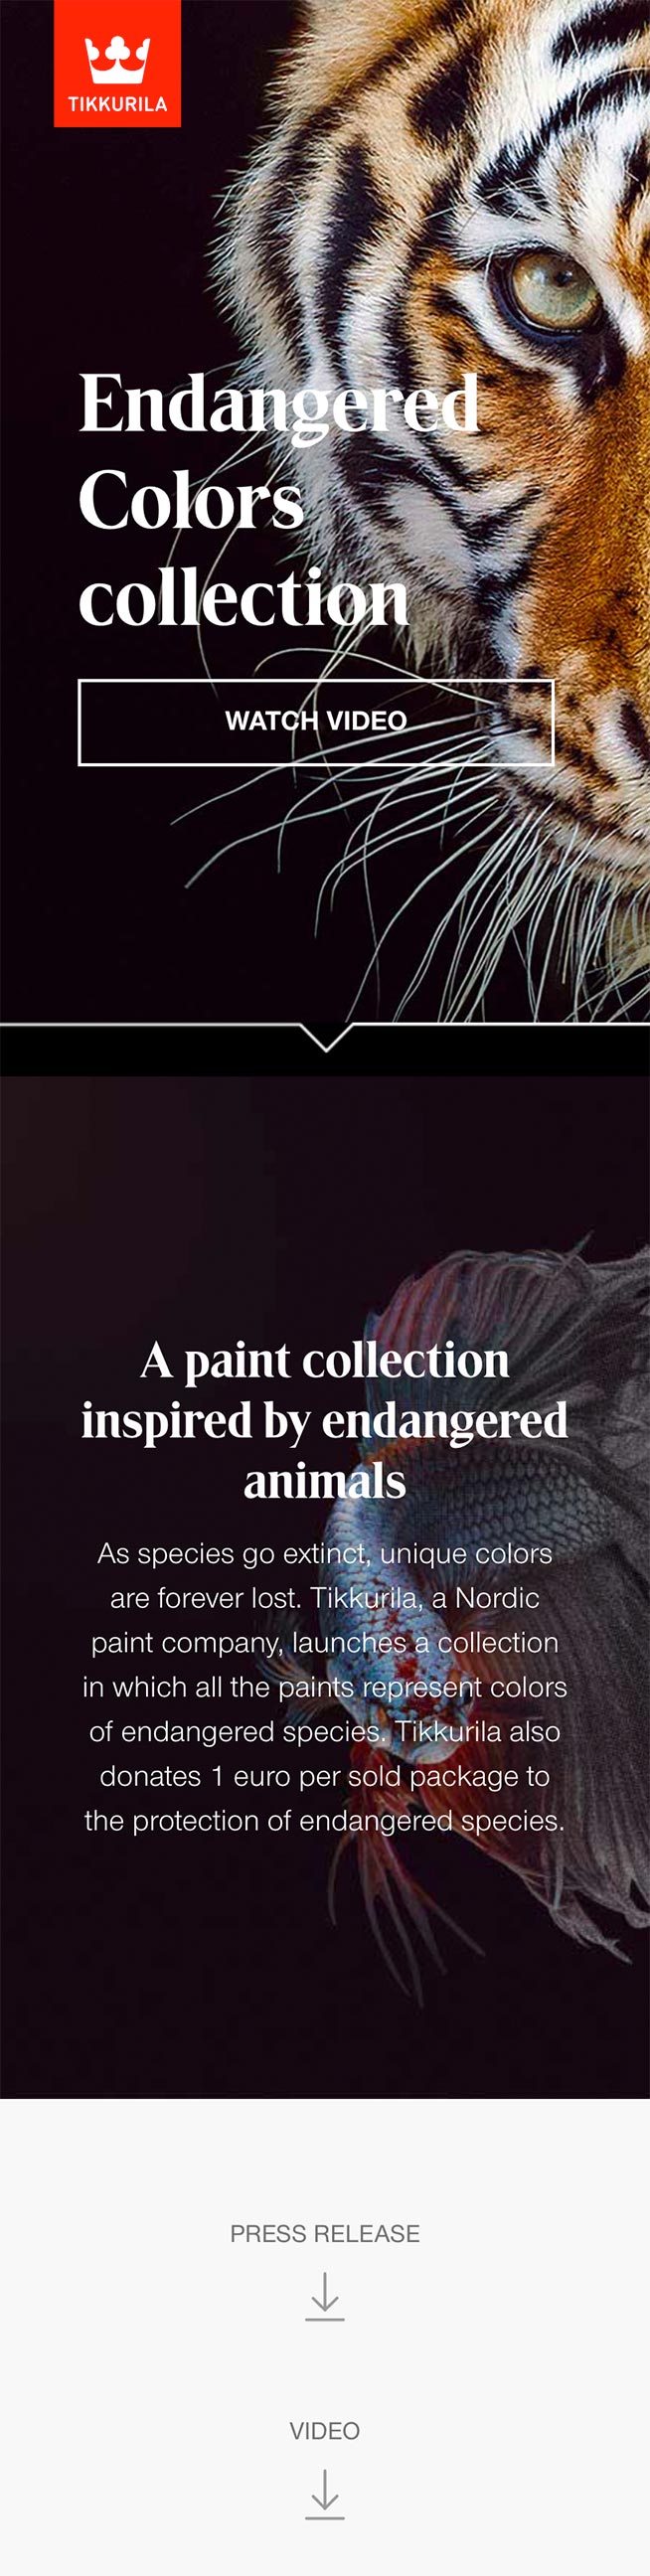 TIKKURILA
Endangered
Colors
collection
WATCH VIDEO
A paint collection
inspired by endangered
animals
As species go extinct, unique colors
are forever lost. Tikkurila, a Nordic
paint company, launches a collection
in which all the paints represent colors
of endangered species. Tikkurila also
donates 1 euro per sold package to
the protection of endangered species.
PRESS RELEASE
VIDEO